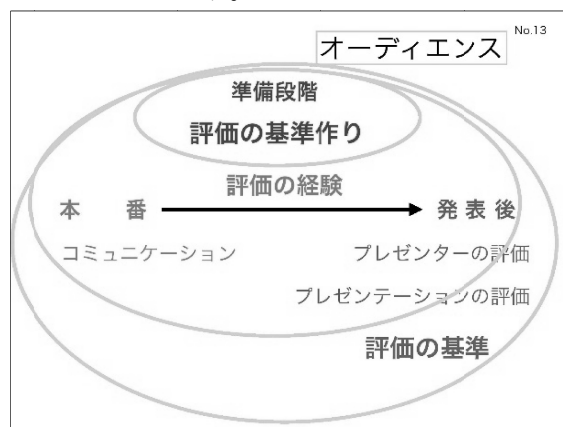 No.13
オーディエンス
準備段階
評価の基準作り
評価の経験
本　番　発表後
コミュニケーション　プレゼンターの評価
プレゼンテーションの評価
評価の基準